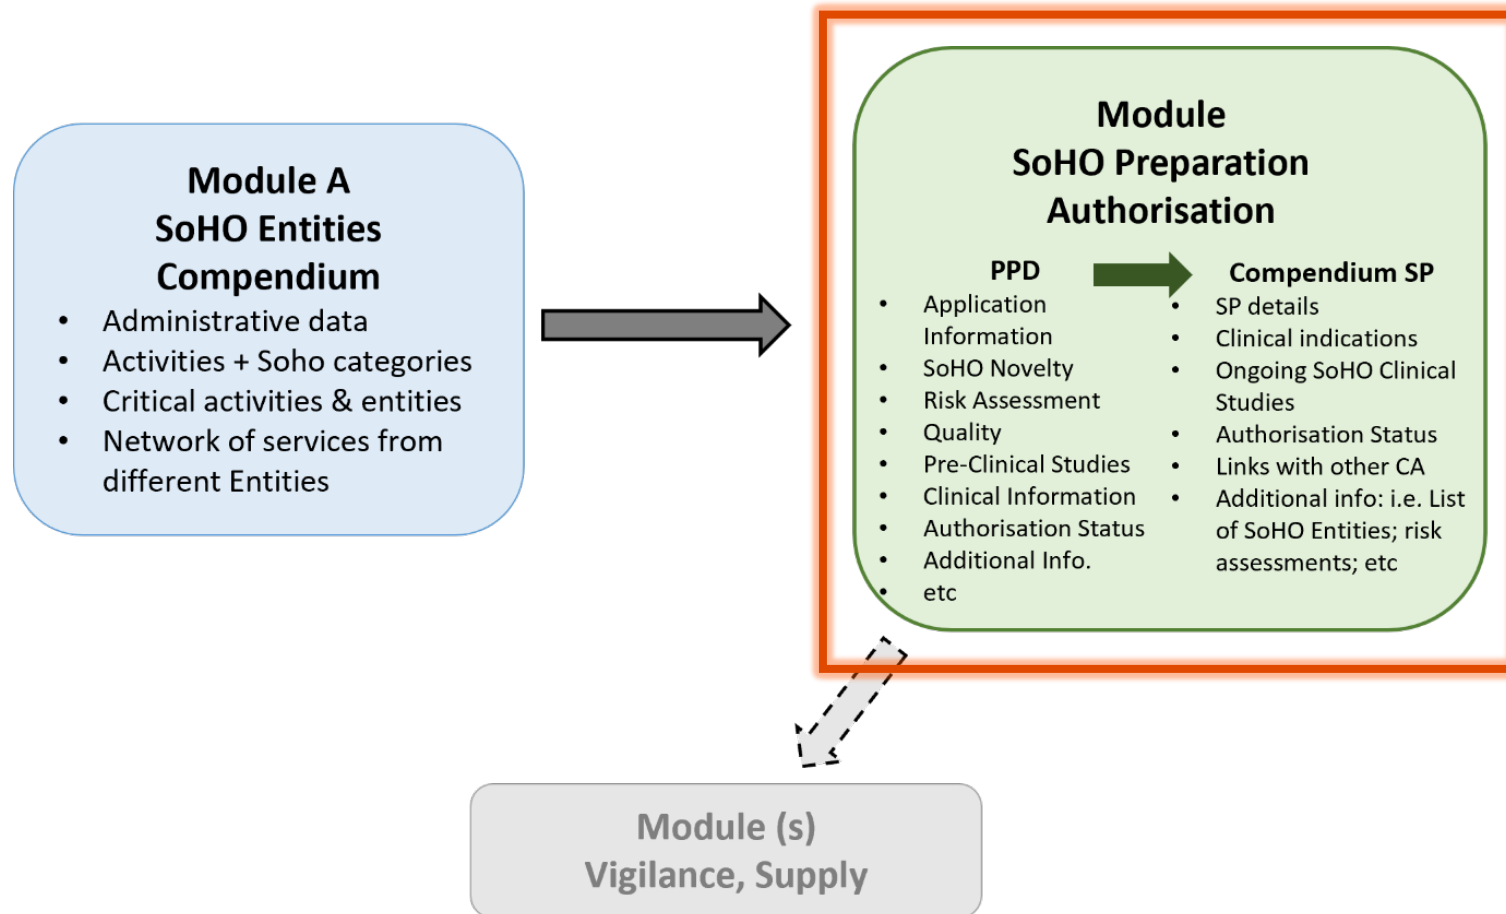 Module A
SoHO Entities
Compendium
• Administrative data
• Activities + Soho categories
• Critical activities & entities
• Network of services from
different Entities
Module
SoHO Preparation
Authorisation
PPD
• Application
Information
• SoHO Novelty
• Risk Assessment
• Quality
• Pre-Clinical Studies
• Clinical Information
• Authorisation Status
• Additional Info.
• etc
Compendium SP
• SP details
• Clinical indications
• Ongoing SoHO Clinical
Studies
• Authorisation Status
• Links with other CA
• Additional info: i.e. List
of SoHO Entities; risk
assessments; etc
Module (s)
Vigilance, Supply